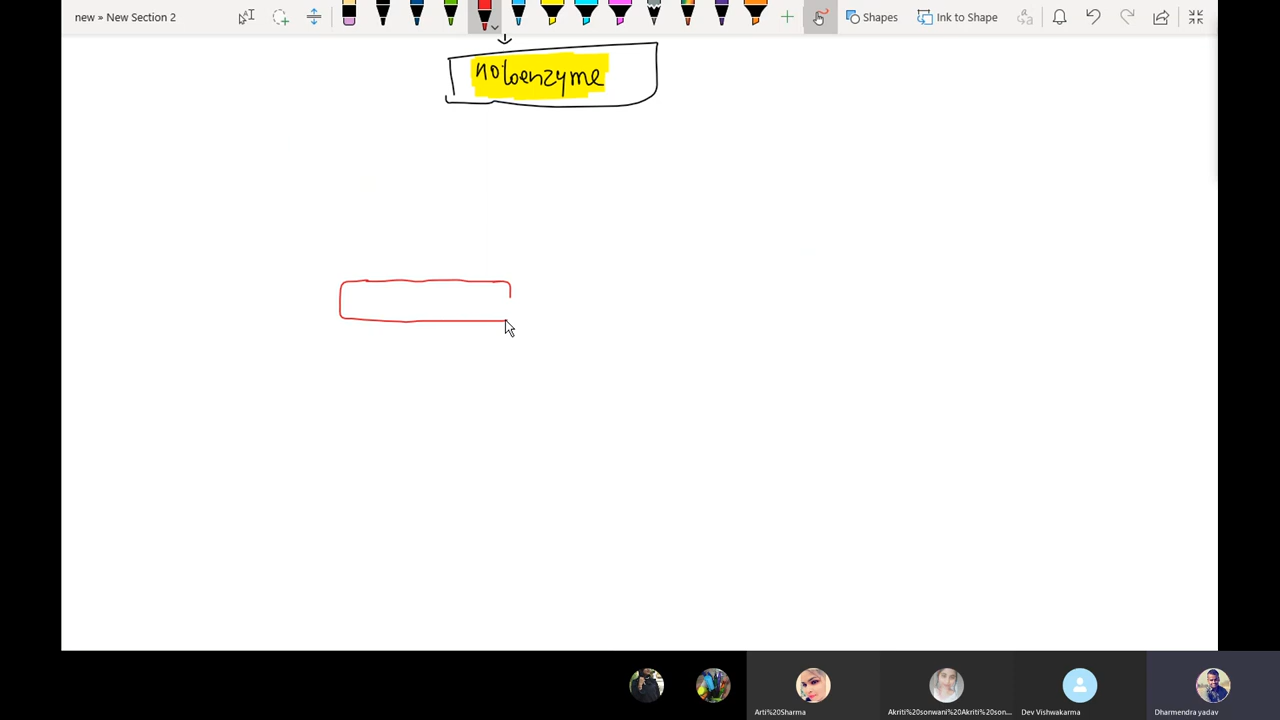 new » New Section 2
Shapes
Ink to Shape
holoenzyme
Arti%20Sharma
Akriti%20sonwani%20Akriti%20son...
Dev Vishwakarma
Dharmendra yadav